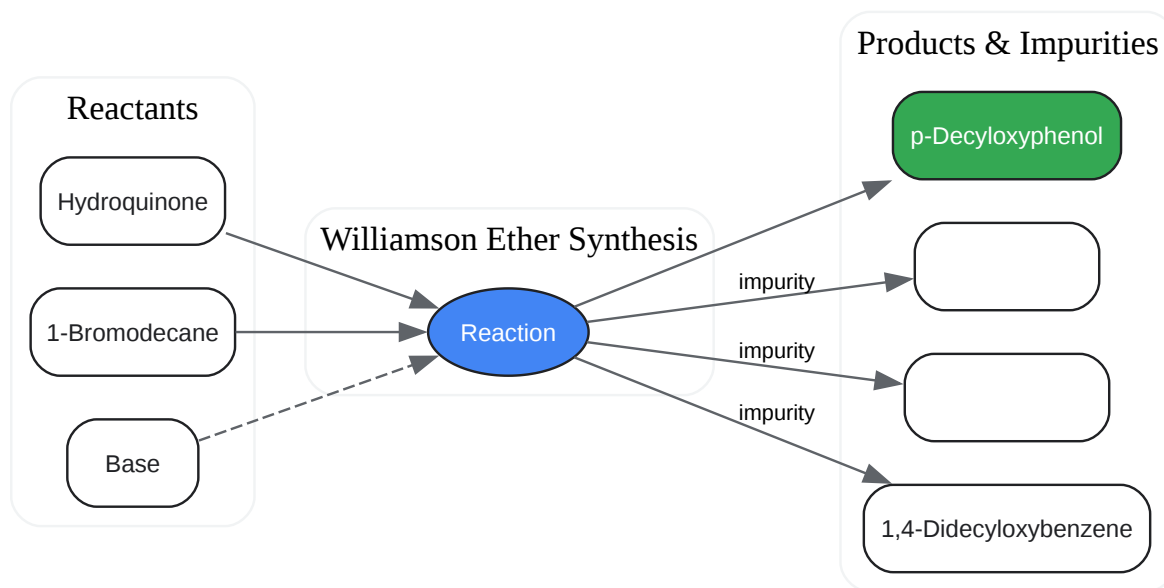 Reactants
Hydroquinone
1-Bromodecane
Base
Williamson Ether Synthesis
Reaction
impurity
impurity
impurity
Products & Impurities
p-Decyloxyphenol
1,4-Didecyloxybenzene